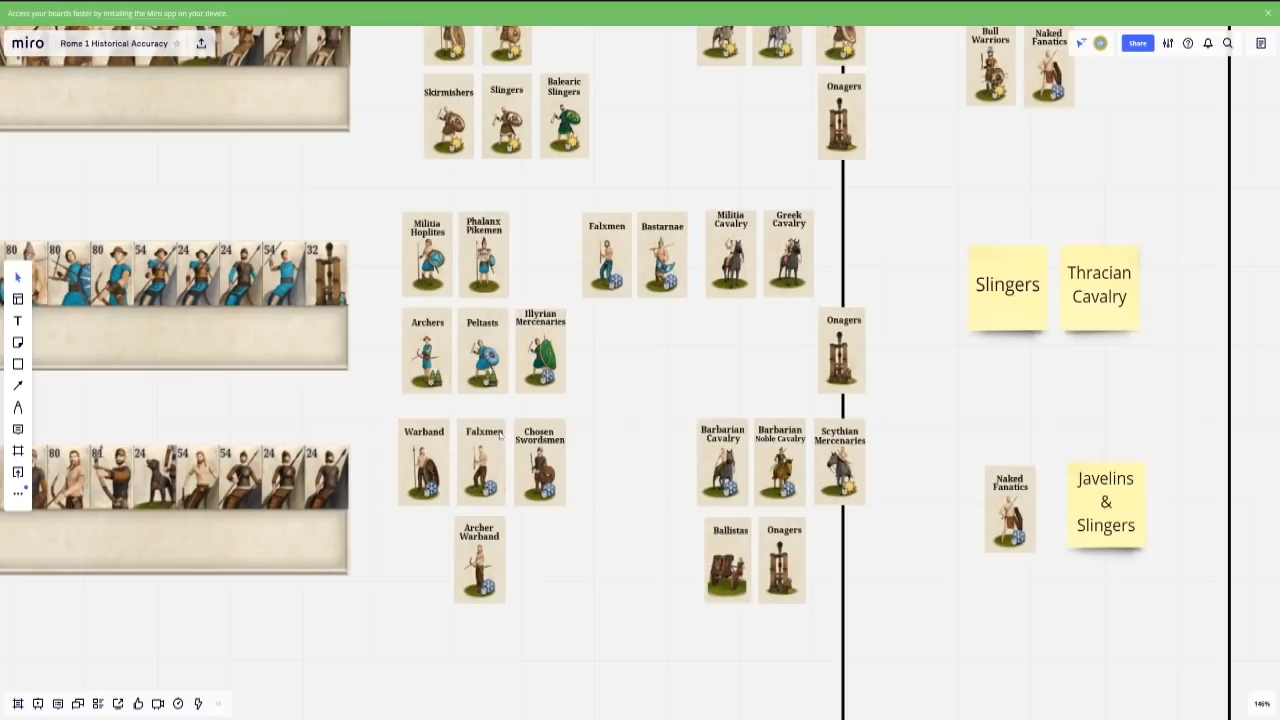 Access your boards faster by installing the Miro app on your device.
miro
Rome 1 Historical Accuracy
Share
Bull
Warriors
Naked
Fanatics
Skirmishers
Slingers
Balearic
Slingers
Onagers
80 80 80 54 24 24 54 32
Militia
Hoplites
Phalanx
Pikemen
Falxmen
Bastarnae
Militia
Cavalry
Greek
Cavalry
Slingers
Thracian
Cavalry
Archers
Peltasts
Illyrian
Mercenaries
Onagers
80 81 24 54 54 24 24
Warband
Falxmen
Chosen
Swordsmen
Barbarian
Cavalry
Barbarian
Noble Cavalry
Scythian
Mercenaries
Naked
Fanatics
Javelins
&
Slingers
Archer
Warband
Ballistas
Onagers
146%